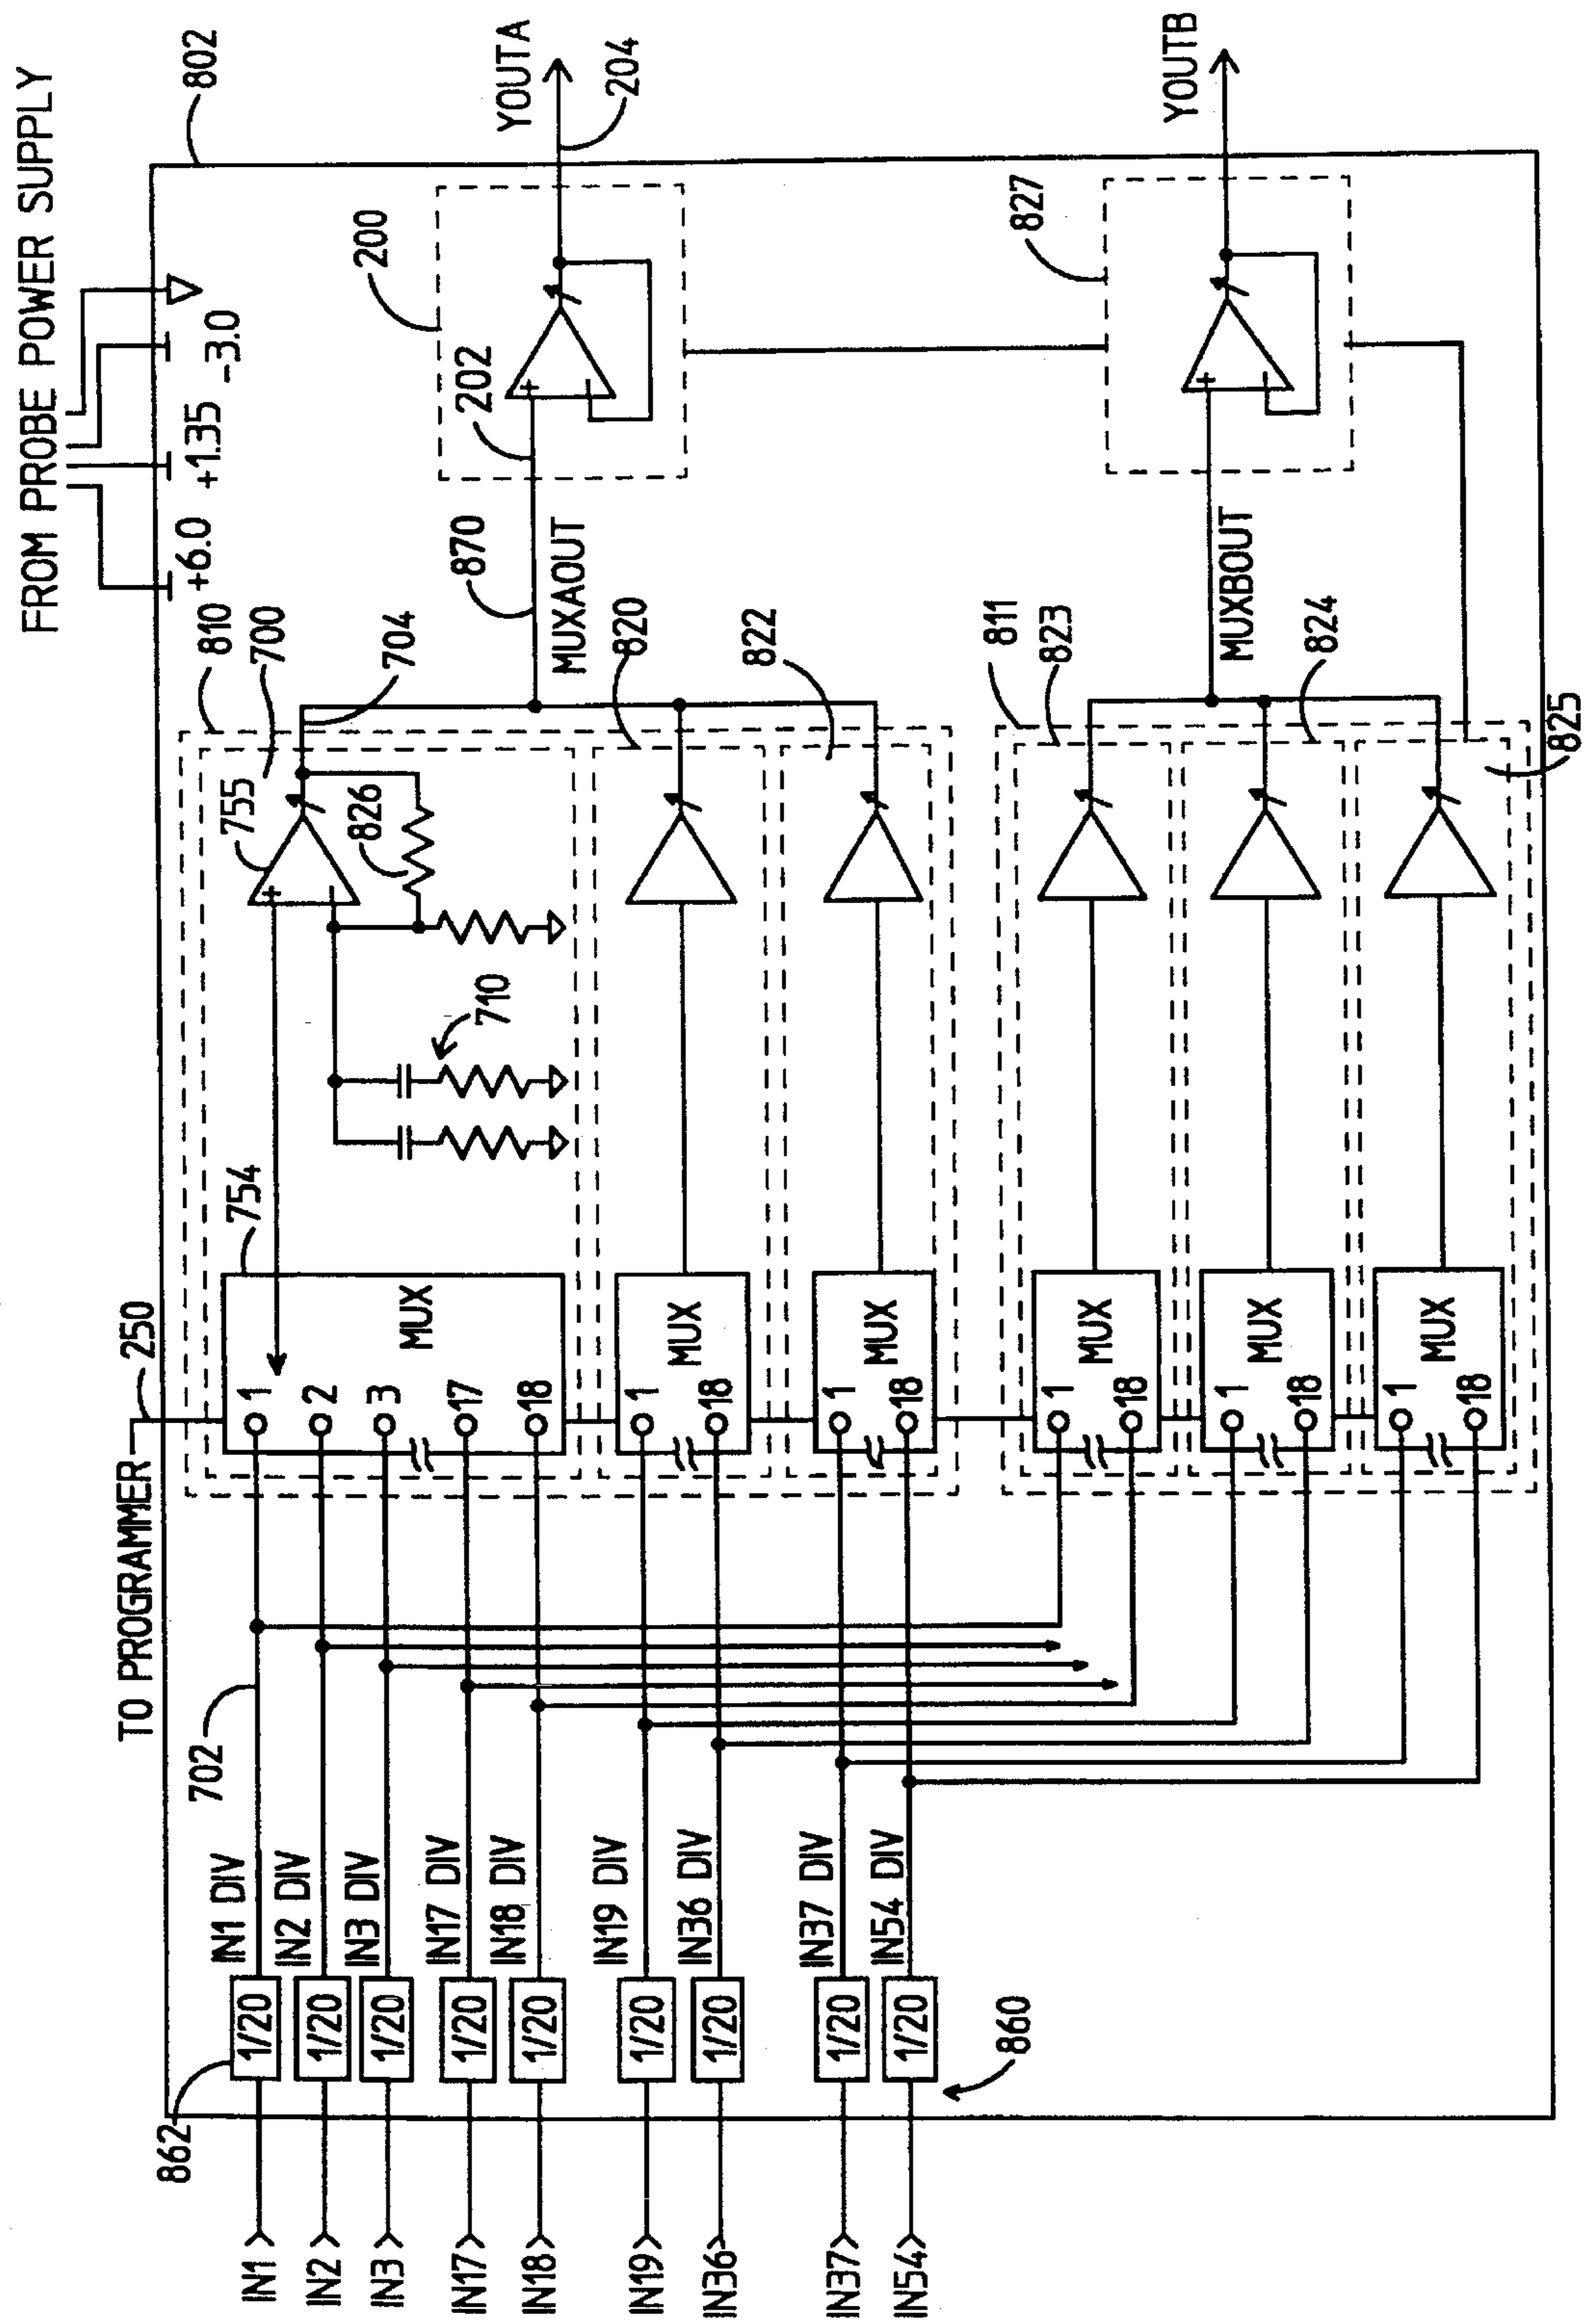 FROM PROBE POWER SUPPLY
+6.0
+1.35
-3.0
802
TO PROGRAMMER
250
810
700
704
755
826
710
754
MUX
1
2
3
17
18
820
MUX
1
18
822
MUX
1
18
811
823
MUX
1
18
824
MUX
1
18
825
MUX
1
18
870
MUXAOUT
202
200
YOUTA
204
MUXBOUT
827
YOUTB
702
IN1 DIV
IN2 DIV
IN3 DIV
IN17 DIV
IN18 DIV
IN19 DIV
IN36 DIV
IN37 DIV
IN54 DIV
1/20
1/20
1/20
1/20
1/20
1/20
1/20
1/20
1/20
862
860
IN1
IN2
IN3
IN17
IN18
IN19
IN36
IN37
IN54
+
−
+
−
+
−